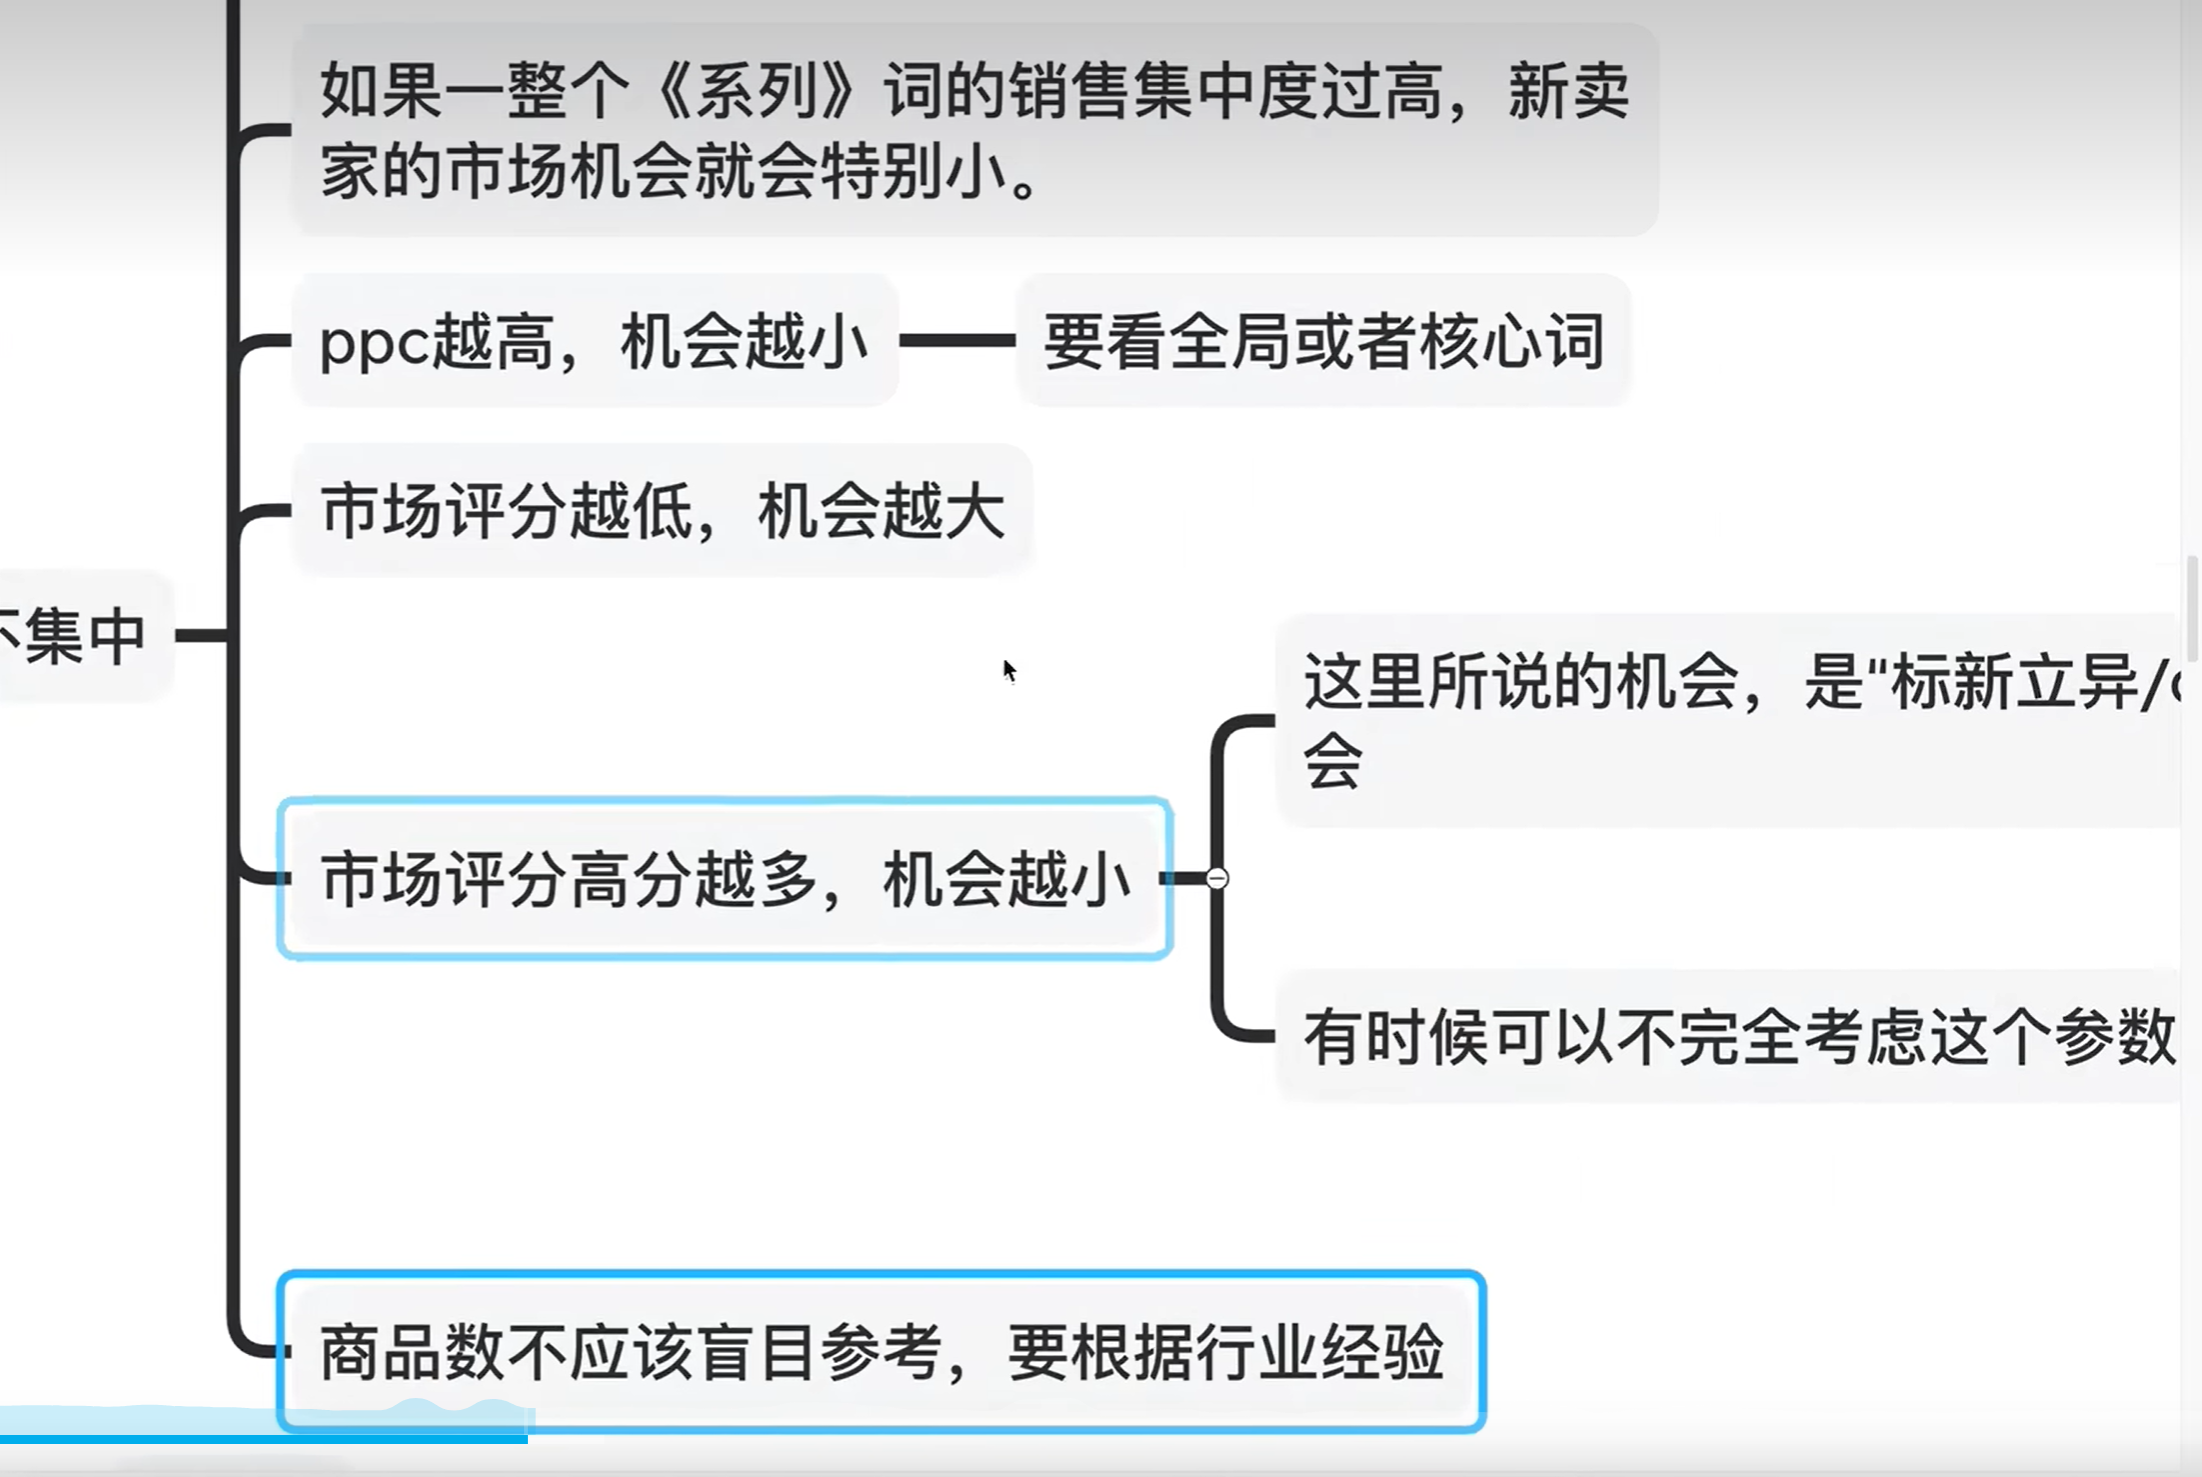 如果一整个《系列》词的销售集中度过高，新卖
家的市场机会就会特别小。
ppc越高，机会越小
要看全局或者核心词
市场评分越低，机会越大
集中
这里所说的机会，是"标新立异/
会
市场评分高分越多，机会越小
有时候可以不完全考虑这个参数
商品数不应该盲目参考，要根据行业经验